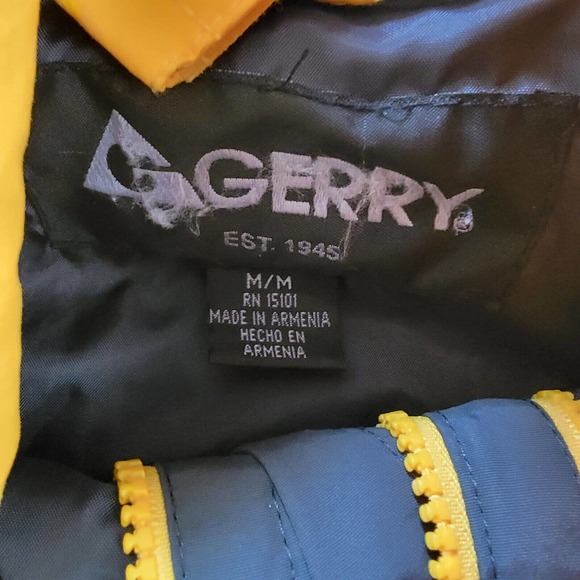 GERRY
EST. 1945
M/M
RN 15101
MADE IN ARMENIA
HECHO EN
ARMENIA